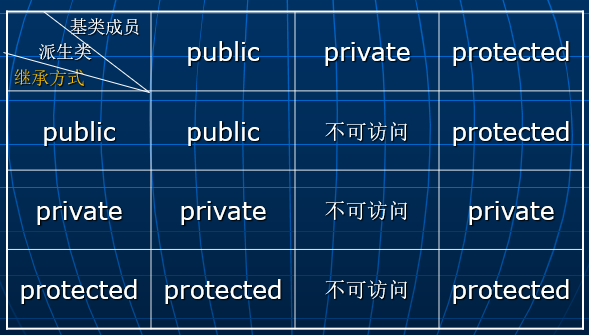 基类成员
派生类
继承方式
public private protected
public public 不可访问 protected
private private 不可访问 private
protected protected 不可访问 protected